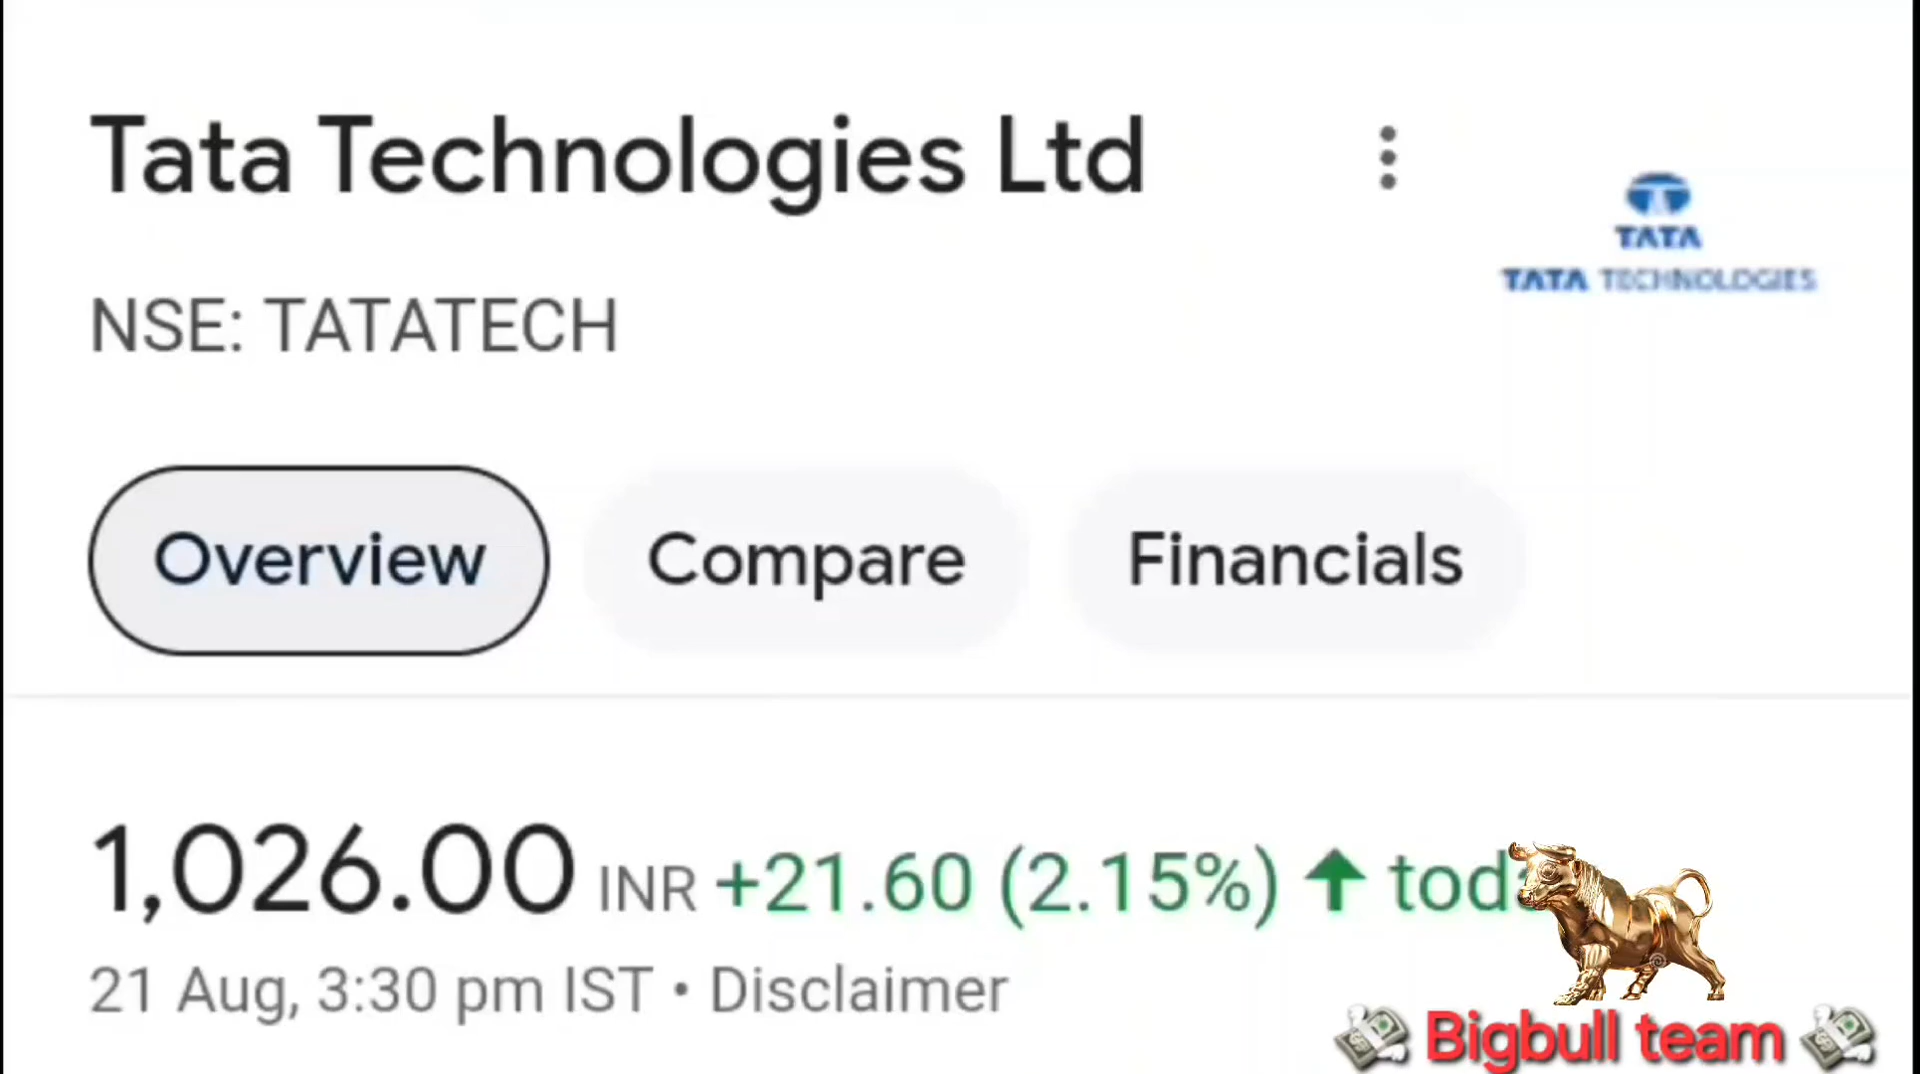 Tata Technologies Ltd
TATA
TATA TECHNOLOGIES
NSE: TATATECH
Overview Compare Financials
1,026.00 INR +21.60 (2.15%) ↑ tod
21 Aug, 3:30 pm IST • Disclaimer
Bigbull team